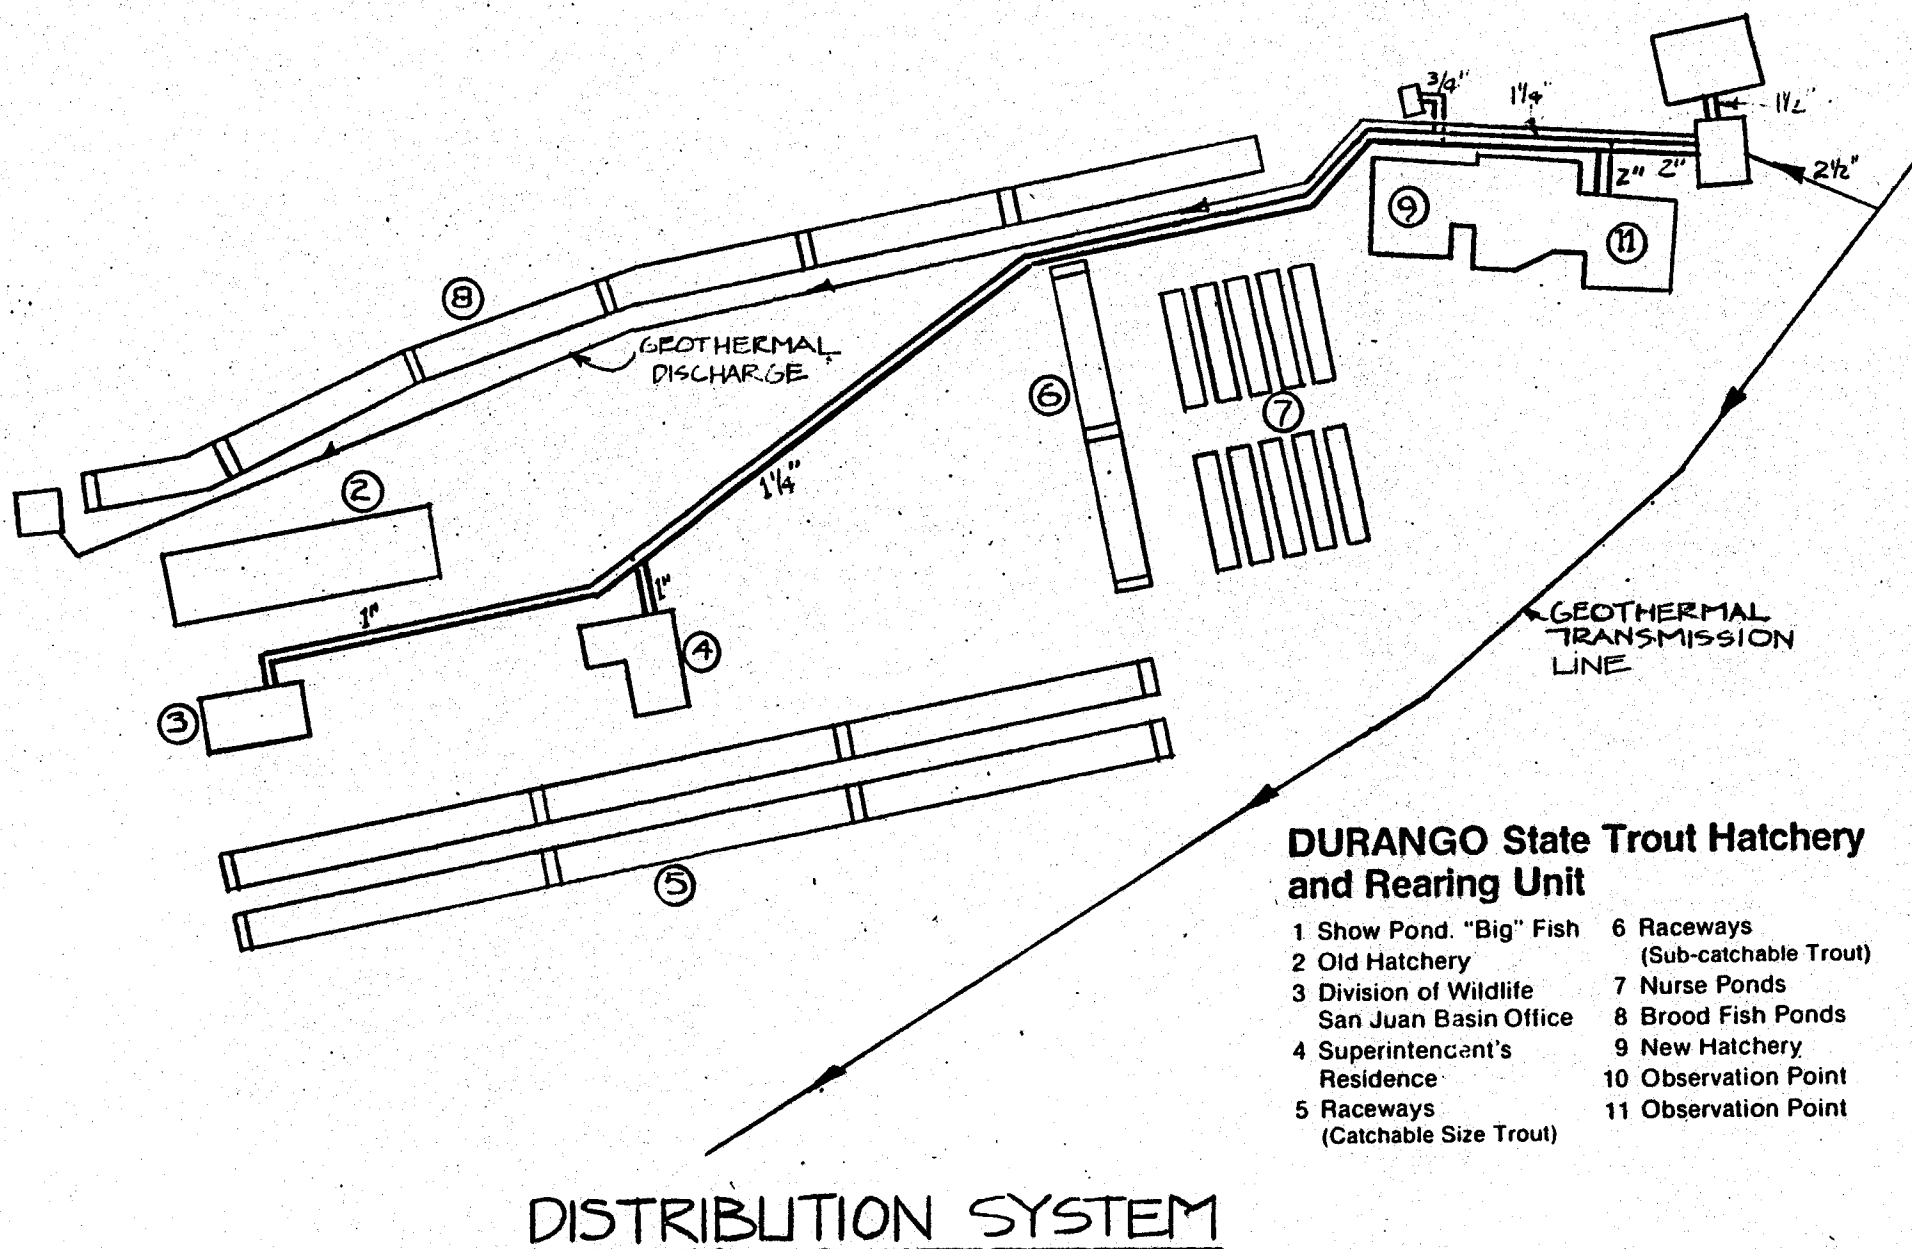 3/4"
1 1/4"
1 1/2"
2 1/2"
2"
2"
9
11
8
GEOTHERMAL
DISCHARGE
6
7
2
1 1/4"
1"
1"
GEOTHERMAL
TRANSMISSION
LINE
4
3
5
DURANGO State Trout Hatchery
and Rearing Unit
1 Show Pond. "Big" Fish
2 Old Hatchery
3 Division of Wildlife
San Juan Basin Office
4 Superintendent's
Residence
5 Raceways
(Catchable Size Trout)
6 Raceways
(Sub-catchable Trout)
7 Nurse Ponds
8 Brood Fish Ponds
9 New Hatchery
10 Observation Point
11 Observation Point
DISTRIBUTION SYSTEM